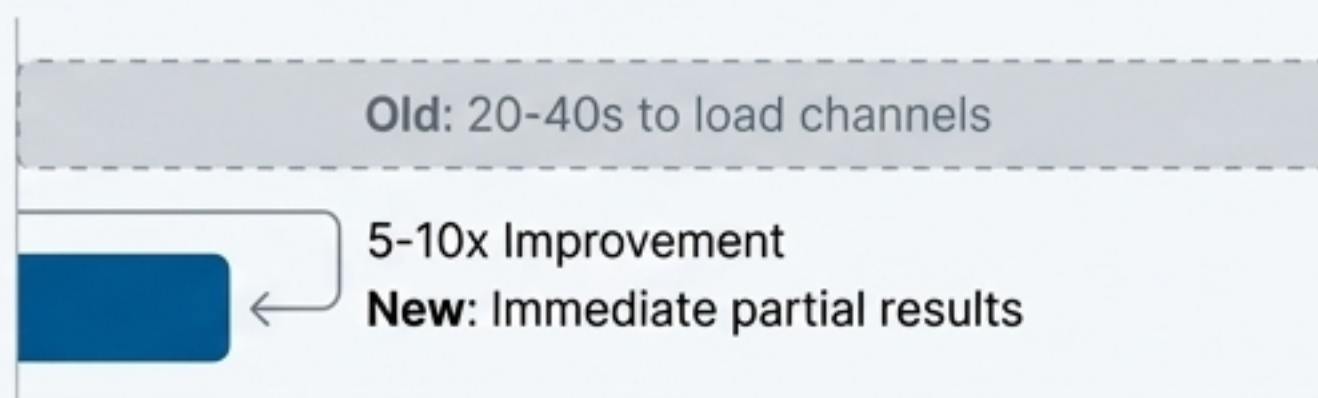 Old: 20-40s to load channels
5-10x Improvement
New: Immediate partial results